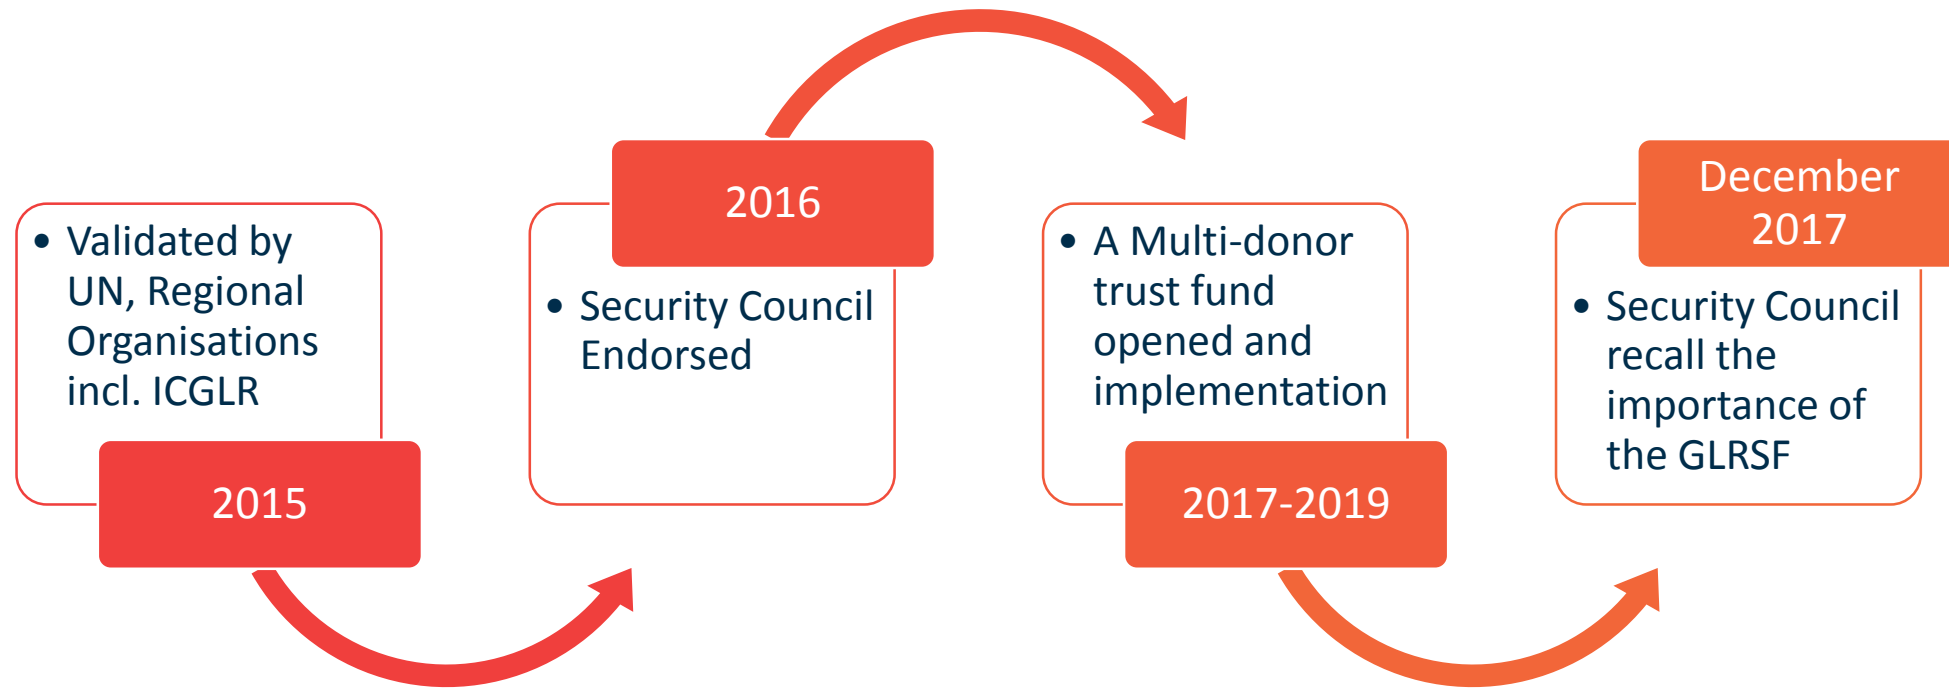 • Validated by
UN, Regional
Organisations
incl. ICGLR
2015
2016
• Security Council
Endorsed
• A Multi-donor
trust fund
opened and
implementation
2017-2019
December
2017
• Security Council
recall the
importance of
the GLRSF